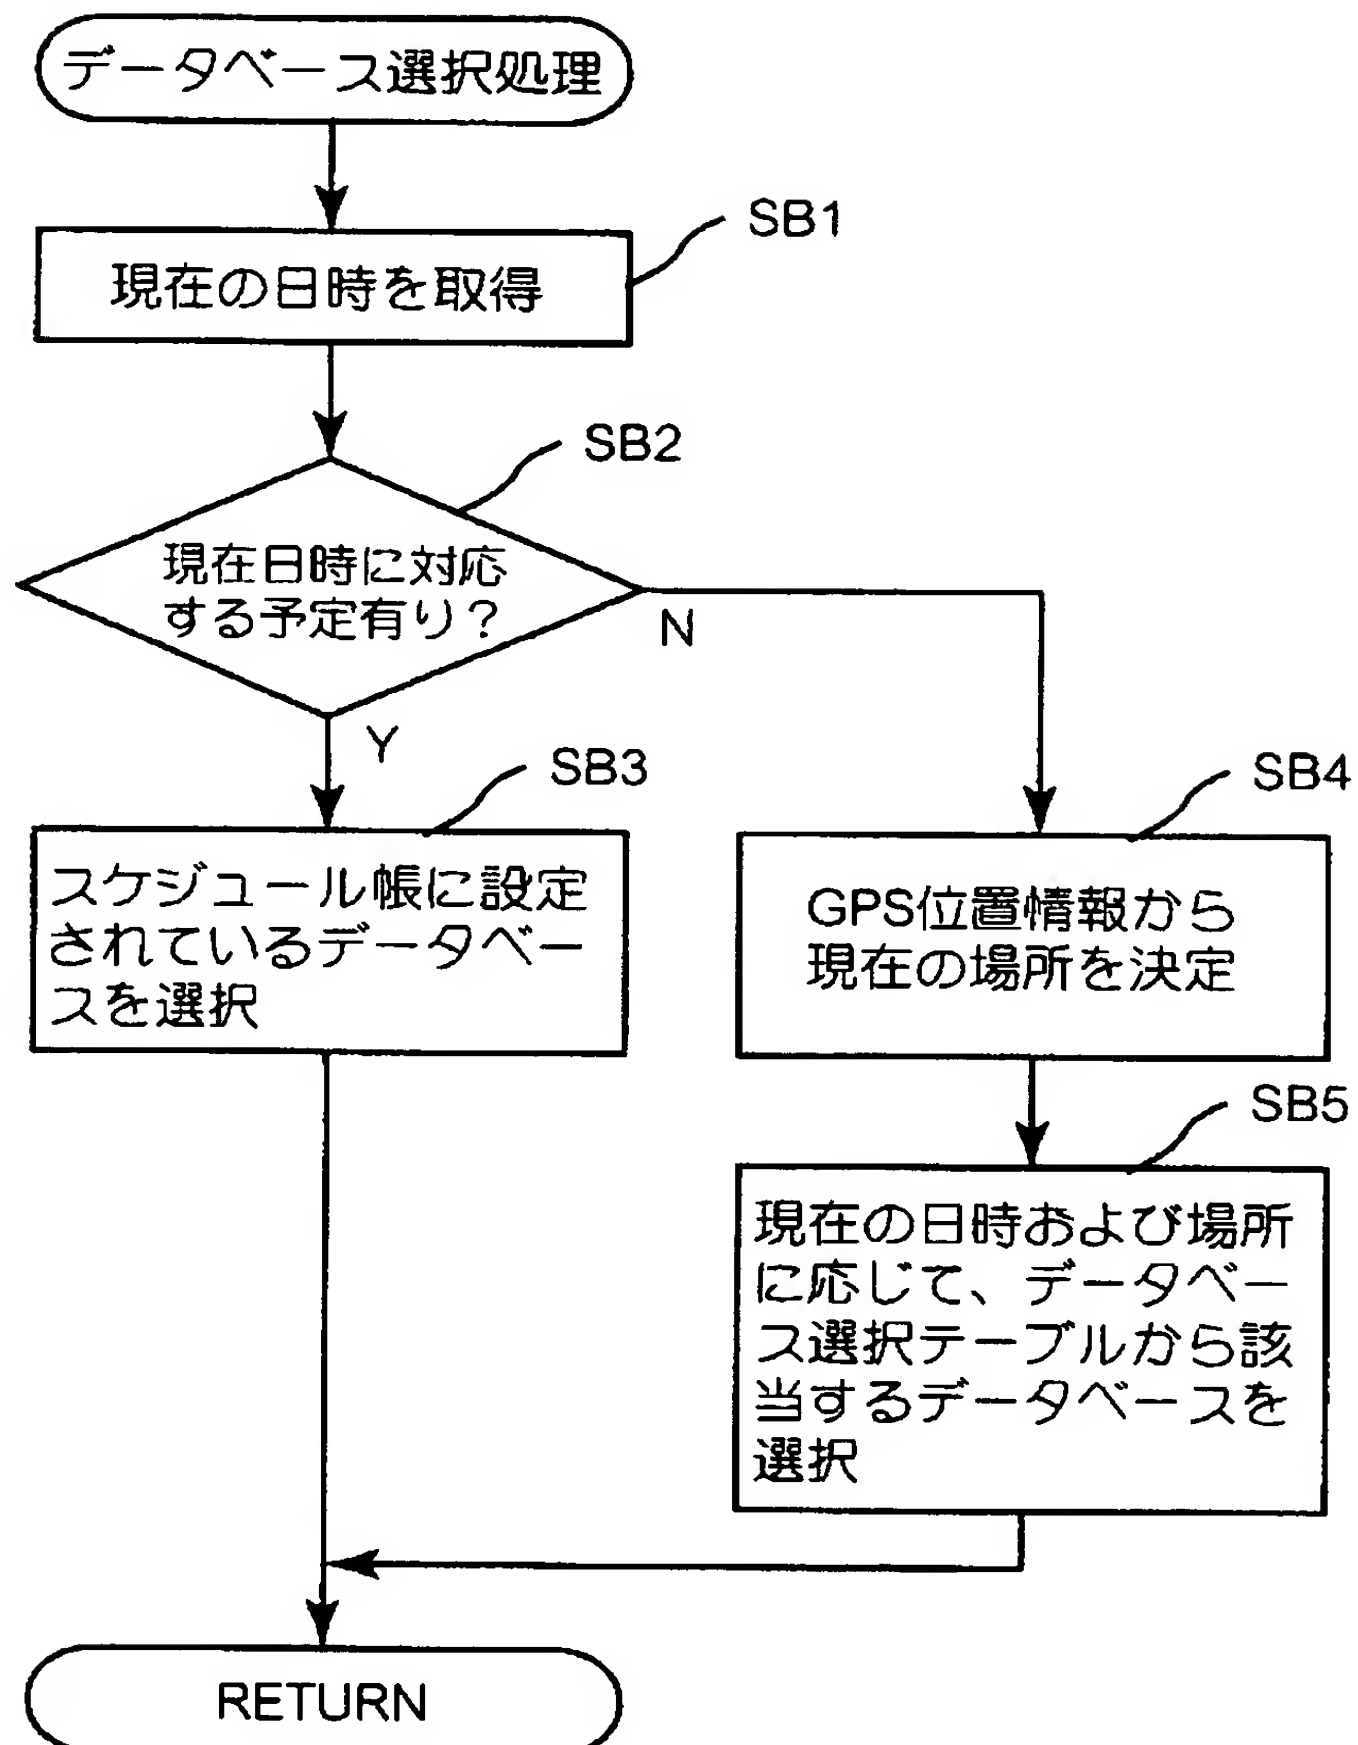 データベース選択処理
SB1
現在の日時を取得
SB2
現在日時に対応
する予定有り？
N
Y
SB3
スケジュール帳に設定
されているデータベー
スを選択
SB4
GPS位置情報から
現在の場所を決定
SB5
現在の日時および場所
に応じて、データベー
ス選択テーブルから該
当するデータベースを
選択
RETURN